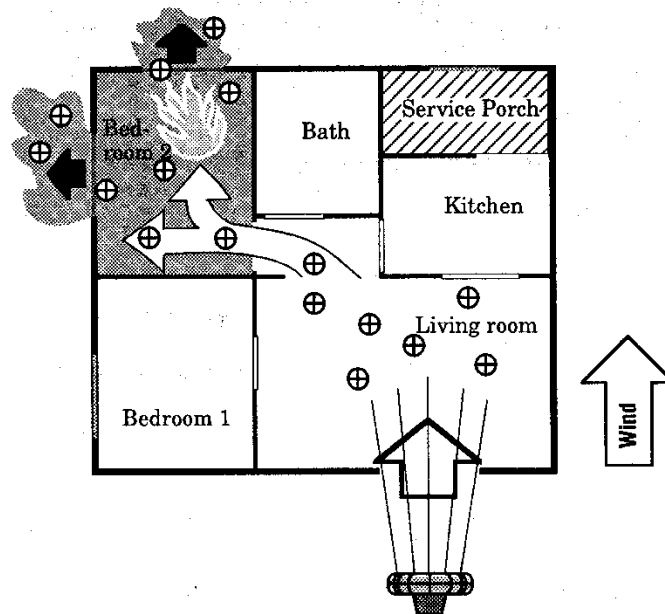 Bed-
room 2
Bath
Service Porch
Kitchen
Living room
Bedroom 1
Wind